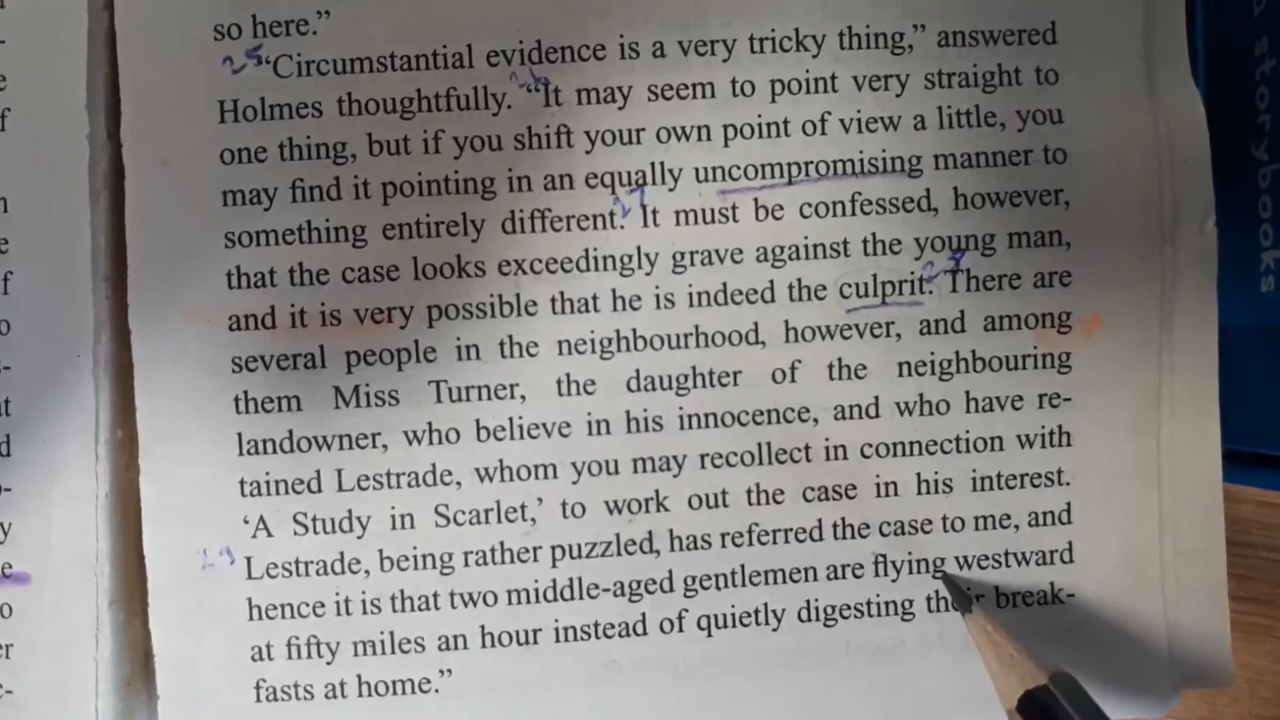 so here.”
25 ‘Circumstantial evidence is a very tricky thing,” answered
Holmes thoughtfully. 26 “It may seem to point very straight to
one thing, but if you shift your own point of view a little, you
may find it pointing in an equally uncompromising manner to
something entirely different. 27 It must be confessed, however,
that the case looks exceedingly grave against the young man,
and it is very possible that he is indeed the culprit. 28 There are
several people in the neighbourhood, however, and among
them Miss Turner, the daughter of the neighbouring
landowner, who believe in his innocence, and who have re-
tained Lestrade, whom you may recollect in connection with
‘A Study in Scarlet,’ to work out the case in his interest.
29 Lestrade, being rather puzzled, has referred the case to me, and
hence it is that two middle-aged gentlemen are flying westward
at fifty miles an hour instead of quietly digesting their break-
fasts at home.”
storybooks